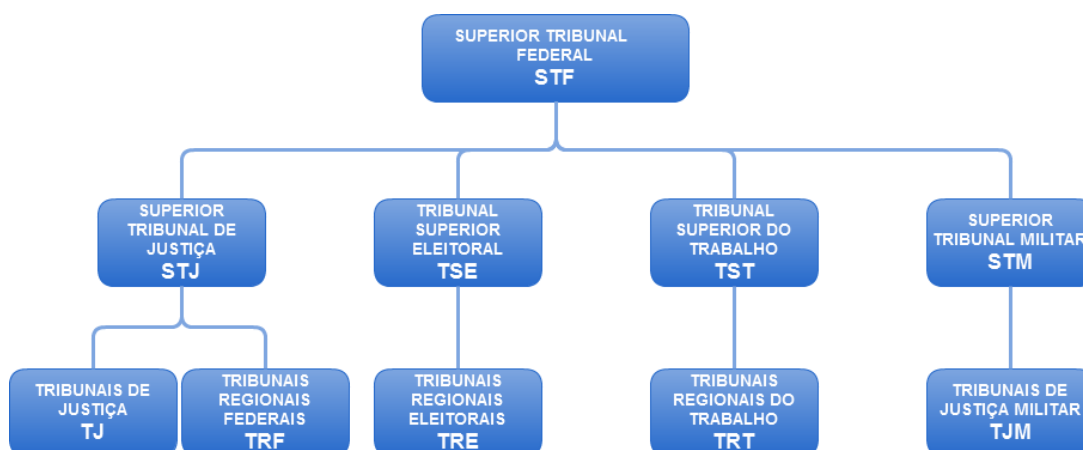 SUPERIOR TRIBUNAL
FEDERAL
STF
SUPERIOR
TRIBUNAL DE
JUSTIÇA
STJ
TRIBUNAL
SUPERIOR
ELEITORAL
TSE
TRIBUNAL
SUPERIOR DO
TRABALHO
TST
SUPERIOR
TRIBUNAL MILITAR
STM
TRIBUNAIS DE
JUSTIÇA
TJ
TRIBUNAIS
REGIONAIS
FEDERAIS
TRF
TRIBUNAIS
REGIONAIS
ELEITORAIS
TRE
TRIBUNAIS
REGIONAIS DO
TRABALHO
TRT
TRIBUNAIS DE
JUSTIÇA MILITAR
TJM